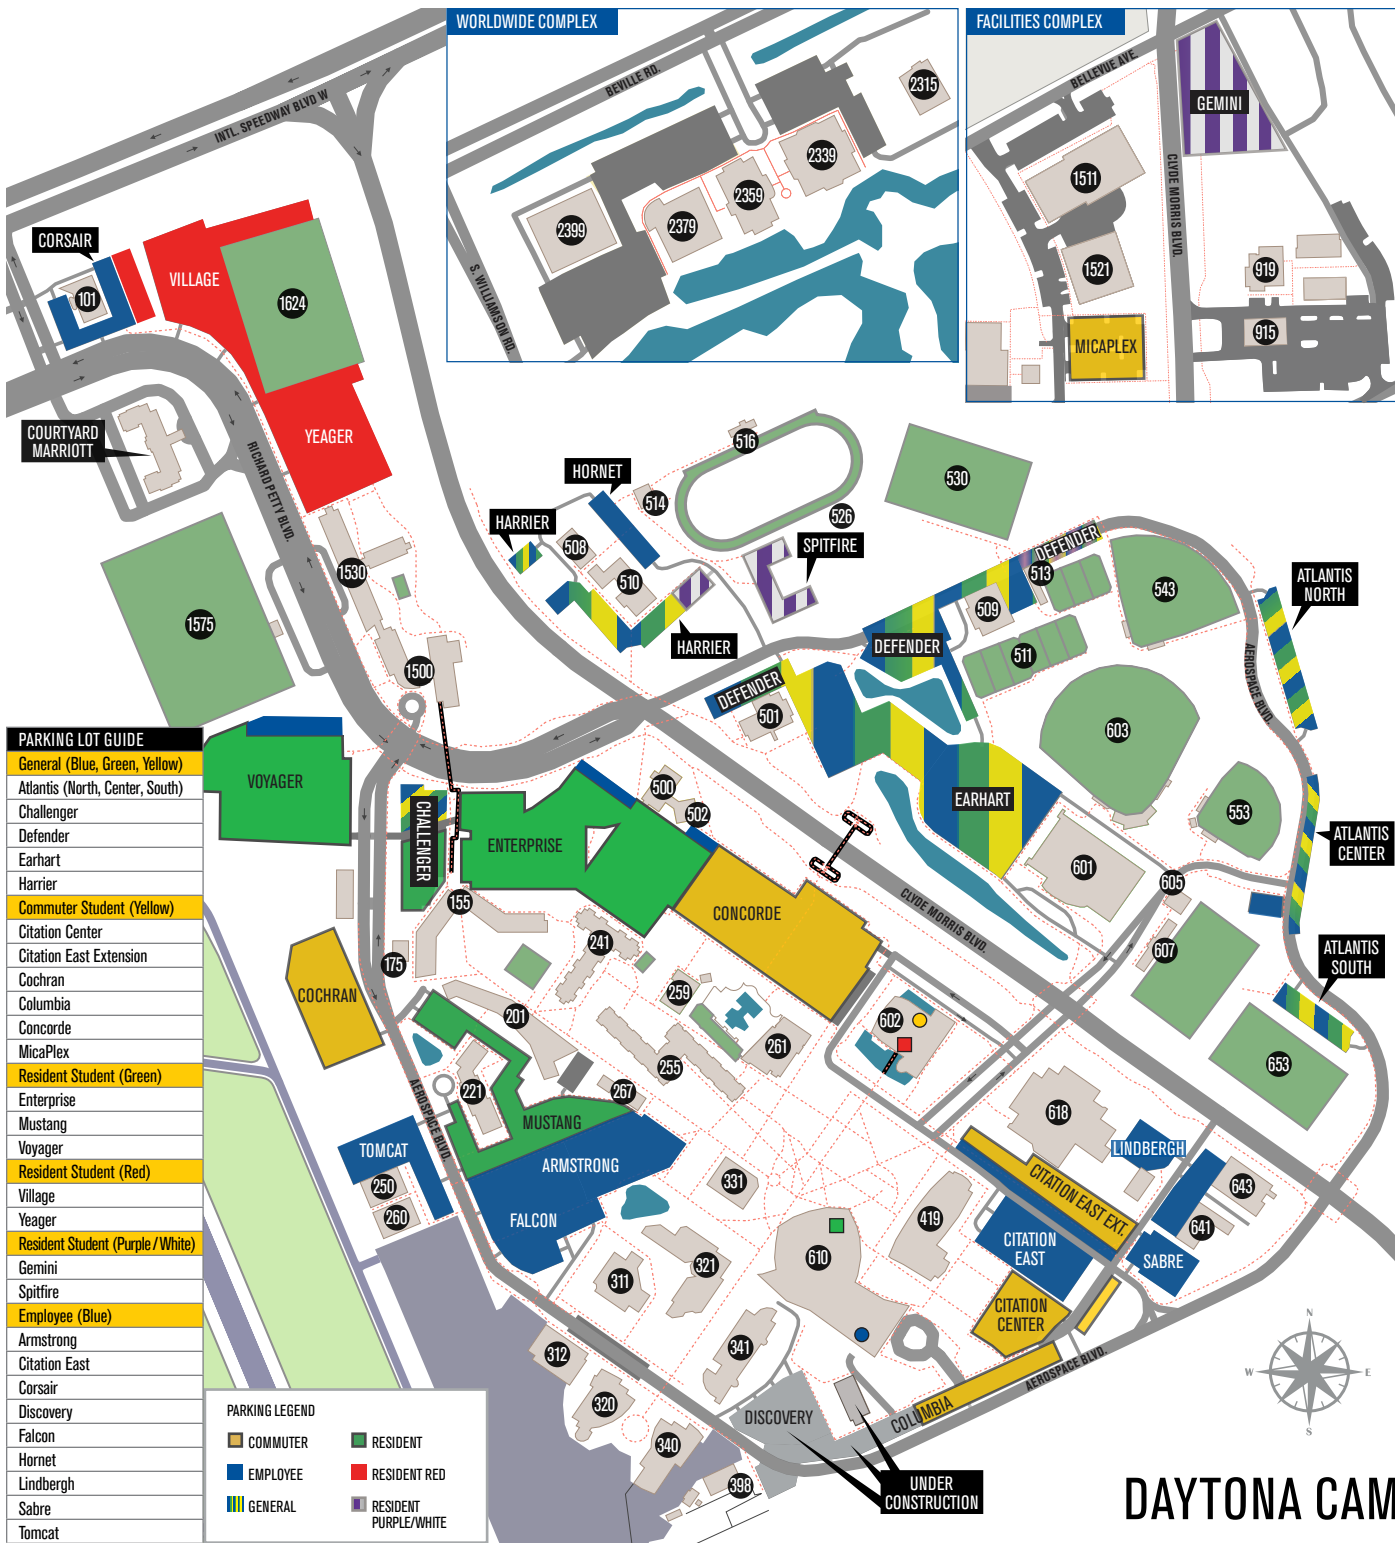 WORLDWIDE COMPLEX
BEVILLE RD.
S. WILLIAMSON RD.
2315
2339
2359
2379
2399
FACILITIES COMPLEX
BELLEVUE AVE.
GEMINI
CLYDE MORRIS BLVD.
1511
1521
919
915
MICAPLEX
INTL. SPEEDWAY BLVD W
CORSAIR
101
VILLAGE
1624
YEAGER
COURTYARD
MARRIOTT
RICHARD PETTY BLVD.
1575
1530
1500
HORNET
HARRIER
508
514
516
510
526
SPITFIRE
HARRIER
530
DEFENDER
513
509
543
511
DEFENDER
DEFENDER
501
603
553
ATLANTIS
NORTH
AEROSPACE BLVD.
EARHART
ATLANTIS
CENTER
601
605
607
ATLANTIS
SOUTH
653
VOYAGER
CHALLENGER
ENTERPRISE
500
502
CONCORDE
CLYDE MORRIS BLVD.
155
175
COCHRAN
241
259
201
255
261
267
221
602
618
MUSTANG
AEROSPACE BLVD.
TOMCAT
250
260
ARMSTRONG
FALCON
331
419
610
311
321
341
312
320
340
398
LINDBERGH
CITATION EAST EXT.
643
641
CITATION
EAST
SABRE
CITATION
CENTER
COLUMBIA
AEROSPACE BLVD.
DISCOVERY
UNDER
CONSTRUCTION
N
W
E
S
DAYTONA CAM
PARKING LOT GUIDE
General (Blue, Green, Yellow)
Atlantis (North, Center, South)
Challenger
Defender
Earhart
Harrier
Commuter Student (Yellow)
Citation Center
Citation East Extension
Cochran
Columbia
Concorde
MicaPlex
Resident Student (Green)
Enterprise
Mustang
Voyager
Resident Student (Red)
Village
Yeager
Resident Student (Purple/White)
Gemini
Spitfire
Employee (Blue)
Armstrong
Citation East
Corsair
Discovery
Falcon
Hornet
Lindbergh
Sabre
Tomcat
PARKING LEGEND
COMMUTER
RESIDENT
EMPLOYEE
RESIDENT RED
GENERAL
RESIDENT
PURPLE/WHITE